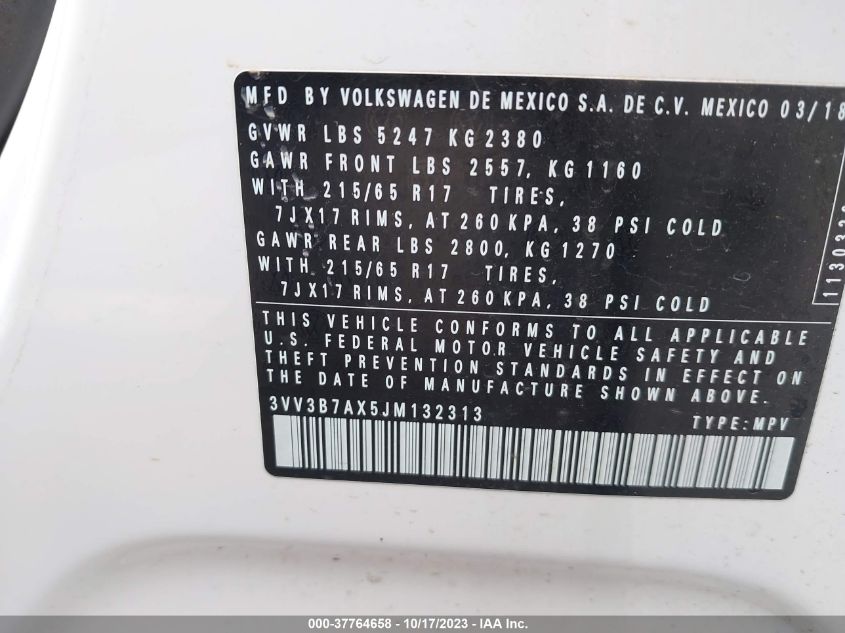 MFD BY VOLKSWAGEN DE MEXICO S.A. DE C.V. MEXICO 03/18
GVWR LBS 5247 KG 2380
GAWR FRONT LBS 2557, KG 1160
WITH 215/65 R17 TIRES,
7JX17 RIMS, AT 260 KPA, 38 PSI COLD
GAWR REAR LBS 2800, KG 1270
WITH 215/65 R17 TIRES,
7JX17 RIMS, AT 260 KPA, 38 PSI COLD
THIS VEHICLE CONFORMS TO ALL APPLICABLE
U.S. FEDERAL MOTOR VEHICLE SAFETY AND
THEFT PREVENTION STANDARDS IN EFFECT ON
THE DATE OF MANUFACTURE SHOWN ABOVE.
3VV3B7AX5JM132313 TYPE: MPV
000-37764658 - 10/17/2023 - IAA Inc.